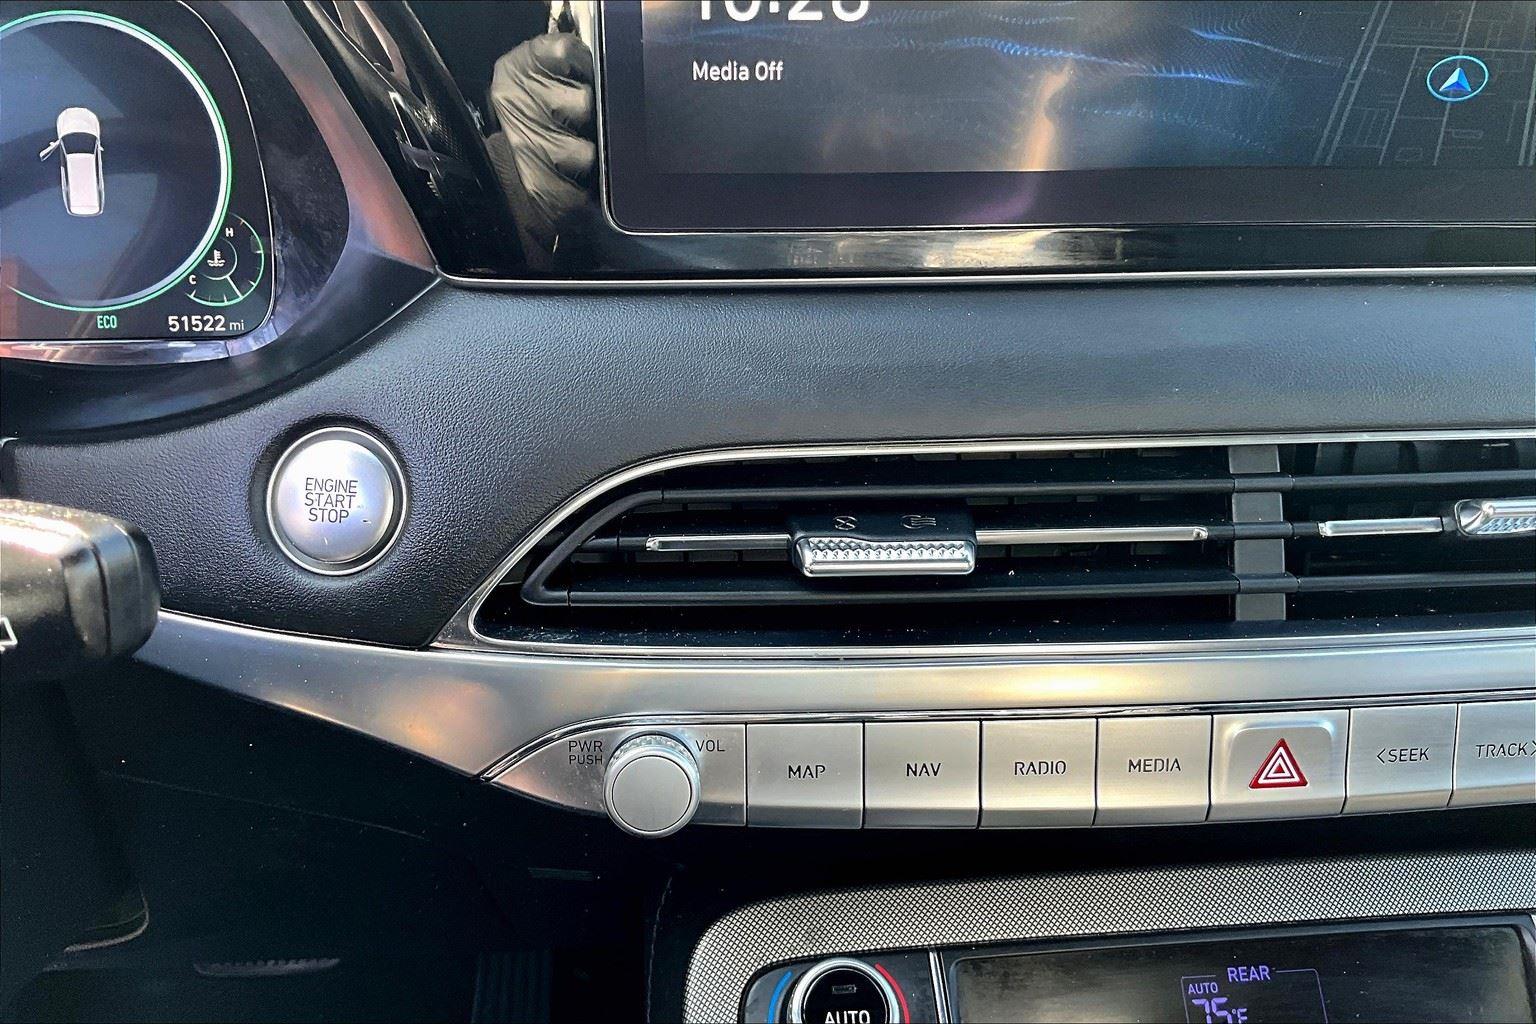 Media Off
H
C
ECO
51522 mi
ENGINE
START
STOP
PWR
PUSH
VOL
MAP
NAV
RADIO
MEDIA
<SEEK
TRACK>
REAR
AUTO
75°F
AUTO